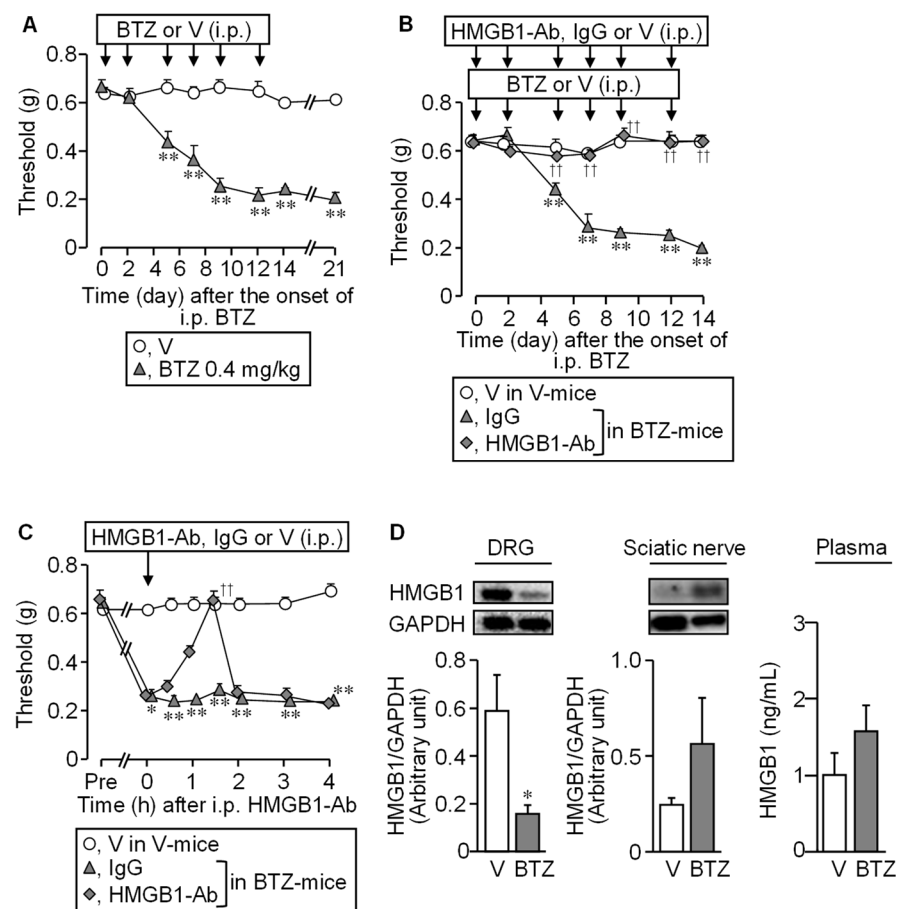 A
BTZ or V (i.p.)
0.8
0.6
0.4
0.2
0
Threshold (g)
**
**
**
**
**
**
0 2 4 6 8 10 12 14 21
Time (day) after the onset of
i.p. BTZ
, V
, BTZ 0.4 mg/kg
B
HMGB1-Ab, IgG or V (i.p.)
BTZ or V (i.p.)
0.8
0.6
0.4
0.2
0
Threshold (g)
††
††
††
††
††
**
**
**
**
**
0 2 4 6 8 10 12 14
Time (day) after the onset of
i.p. BTZ
, V in V-mice
, IgG
, HMGB1-Ab
in BTZ-mice
C
HMGB1-Ab, IgG or V (i.p.)
0.8
0.6
0.4
0.2
0
Threshold (g)
††
*
**
**
**
**
**
**
Pre 0 1 2 3 4
Time (h) after i.p. HMGB1-Ab
, V in V-mice
, IgG
, HMGB1-Ab
in BTZ-mice
D
DRG
Sciatic nerve
Plasma
HMGB1
GAPDH
0.8
0.6
0.4
0.2
0
HMGB1/GAPDH
(Arbitrary unit)
*
V BTZ
1.0
0.5
0
HMGB1/GAPDH
(Arbitrary unit)
V BTZ
3
2
1
0
HMGB1 (ng/mL)
V BTZ